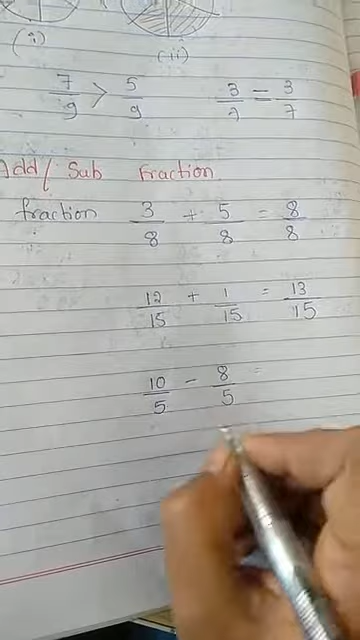 (i)
(ii)
7/9 > 5/9 3/7 = 3/7
Add/ Sub fraction
fraction 3/8 + 5/8 = 8/8
12/15 + 1/15 = 13/15
10/5 - 8/5 =